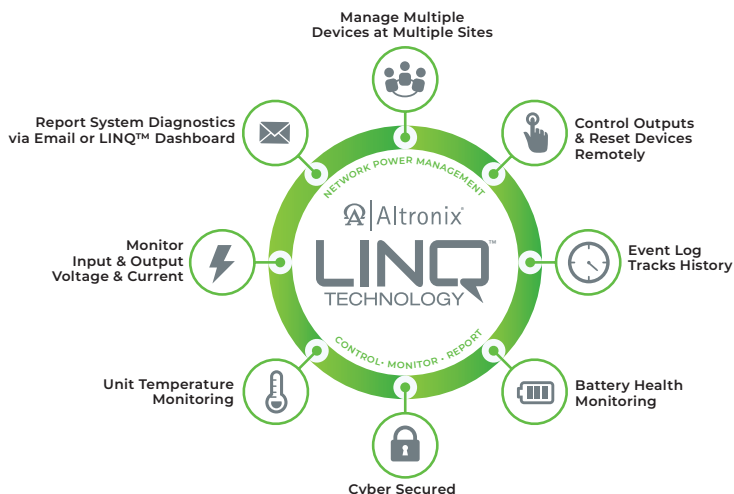 Manage Multiple
Devices at Multiple Sites
Report System Diagnostics
via Email or LINQ™ Dashboard
Control Outputs
& Reset Devices
Remotely
NETWORK POWER MANAGEMENT
Altronix®
LINQ™
TECHNOLOGY
Monitor
Input & Output
Voltage & Current
Event Log
Tracks History
CONTROL • MONITOR • REPORT
Unit Temperature
Monitoring
Battery Health
Monitoring
Cyber Secured